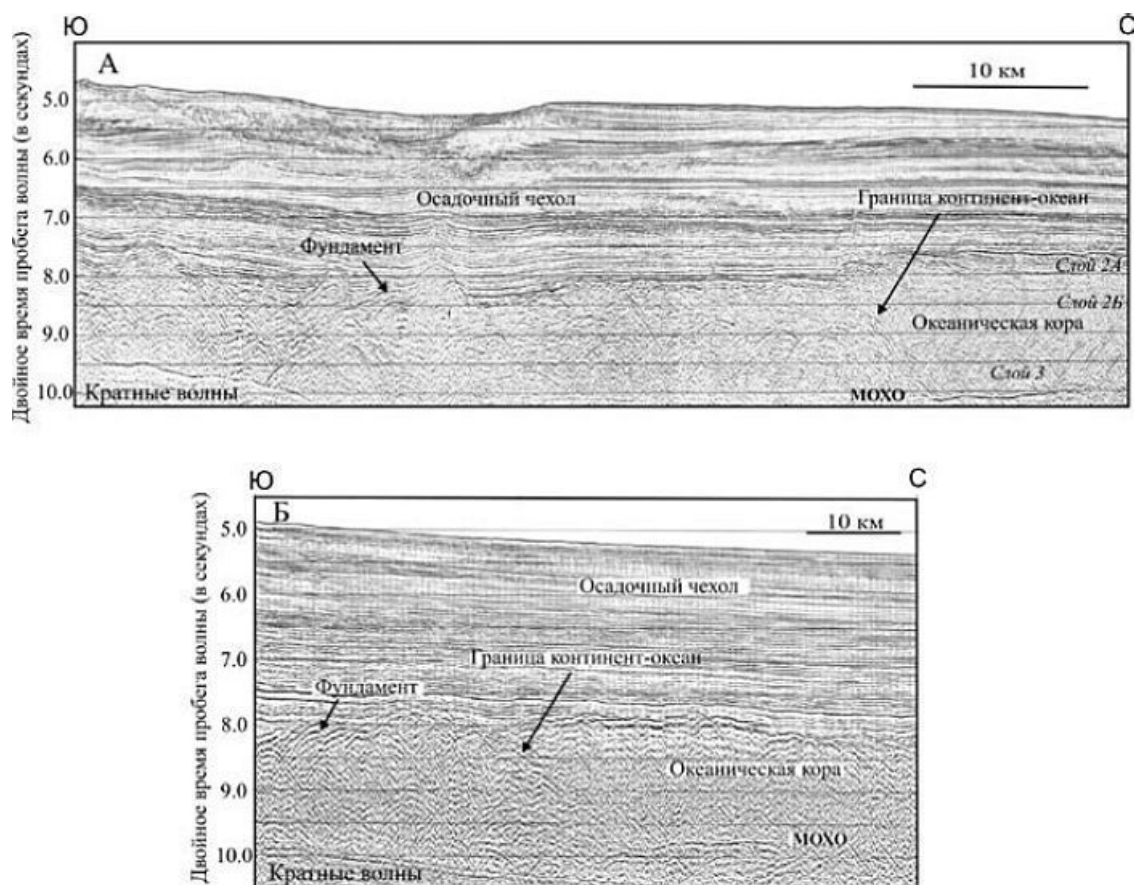 Ю С
Двойное время пробега волны (в секундах)
А
10 км
5.0
6.0
Осадочный чехол
Граница континент-океан
7.0
Фундамент
8.0
Слой 2А
Слой 2Б
Океаническая кора
9.0
Слой 3
10.0
Кратные волны
МОХО
Ю С
Двойное время пробега волны (в секундах)
Б
10 км
5.0
Осадочный чехол
6.0
Граница континент-океан
7.0
Фундамент
8.0
Океаническая кора
9.0
МОХО
10.0
Кратные волны